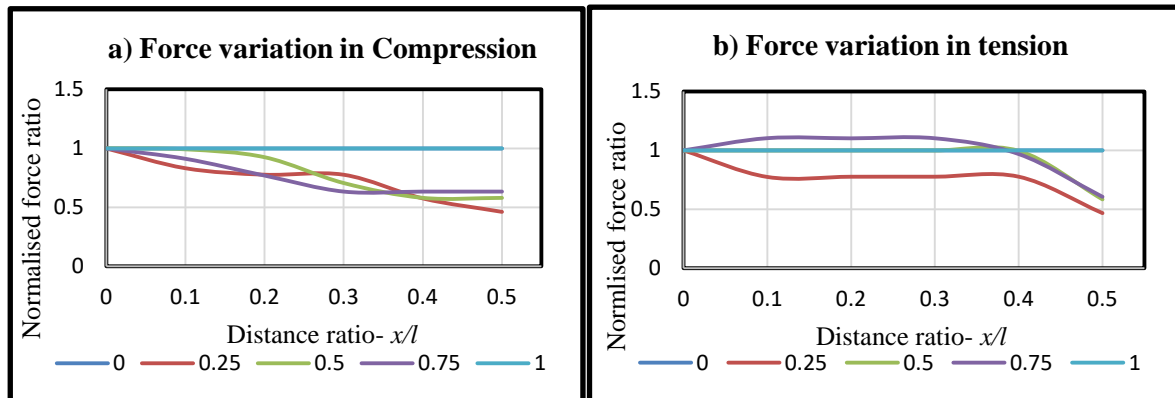 a) Force variation in Compression
Normalised force ratio
1.5
1
0.5
0
0 0.1 0.2 0.3 0.4 0.5
Distance ratio- x/l
0 0.25 0.5 0.75 1
b) Force variation in tension
Normlised force ratio
1.5
1
0.5
0
0 0.1 0.2 0.3 0.4 0.5
Distance ratio- x/l
0 0.25 0.5 0.75 1